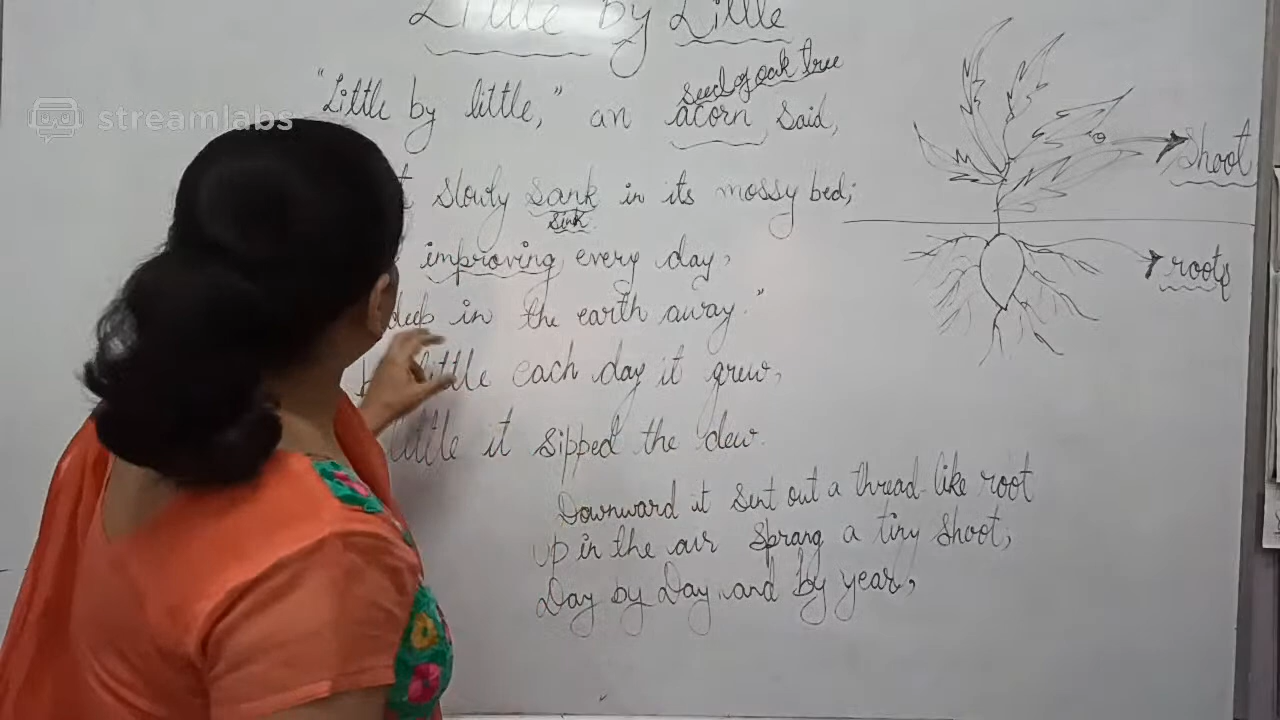 Little by Little
streamlabs
seed of oak tree
"Little by little," an acorn said,
slowly sank in its mossy bed;
sink
improving every day,
deep in the earth away."
little each day it grew,
little it sipped the dew.
Downward it sent out a thread-like root
up in the air sprang a tiny shoot,
Day by Day, and by year,
shoot
roots